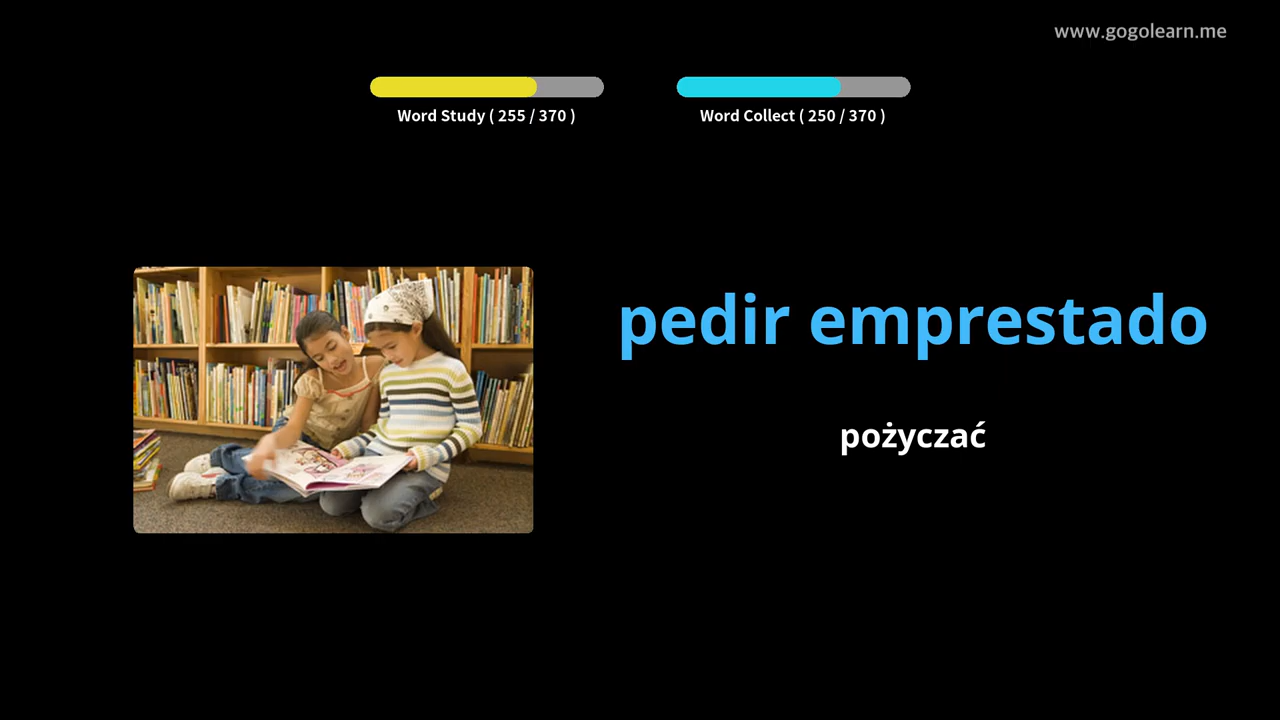 www.gogolearn.me
Word Study ( 255 / 370 )
Word Collect ( 250 / 370 )
pedir emprestado
pożyczać